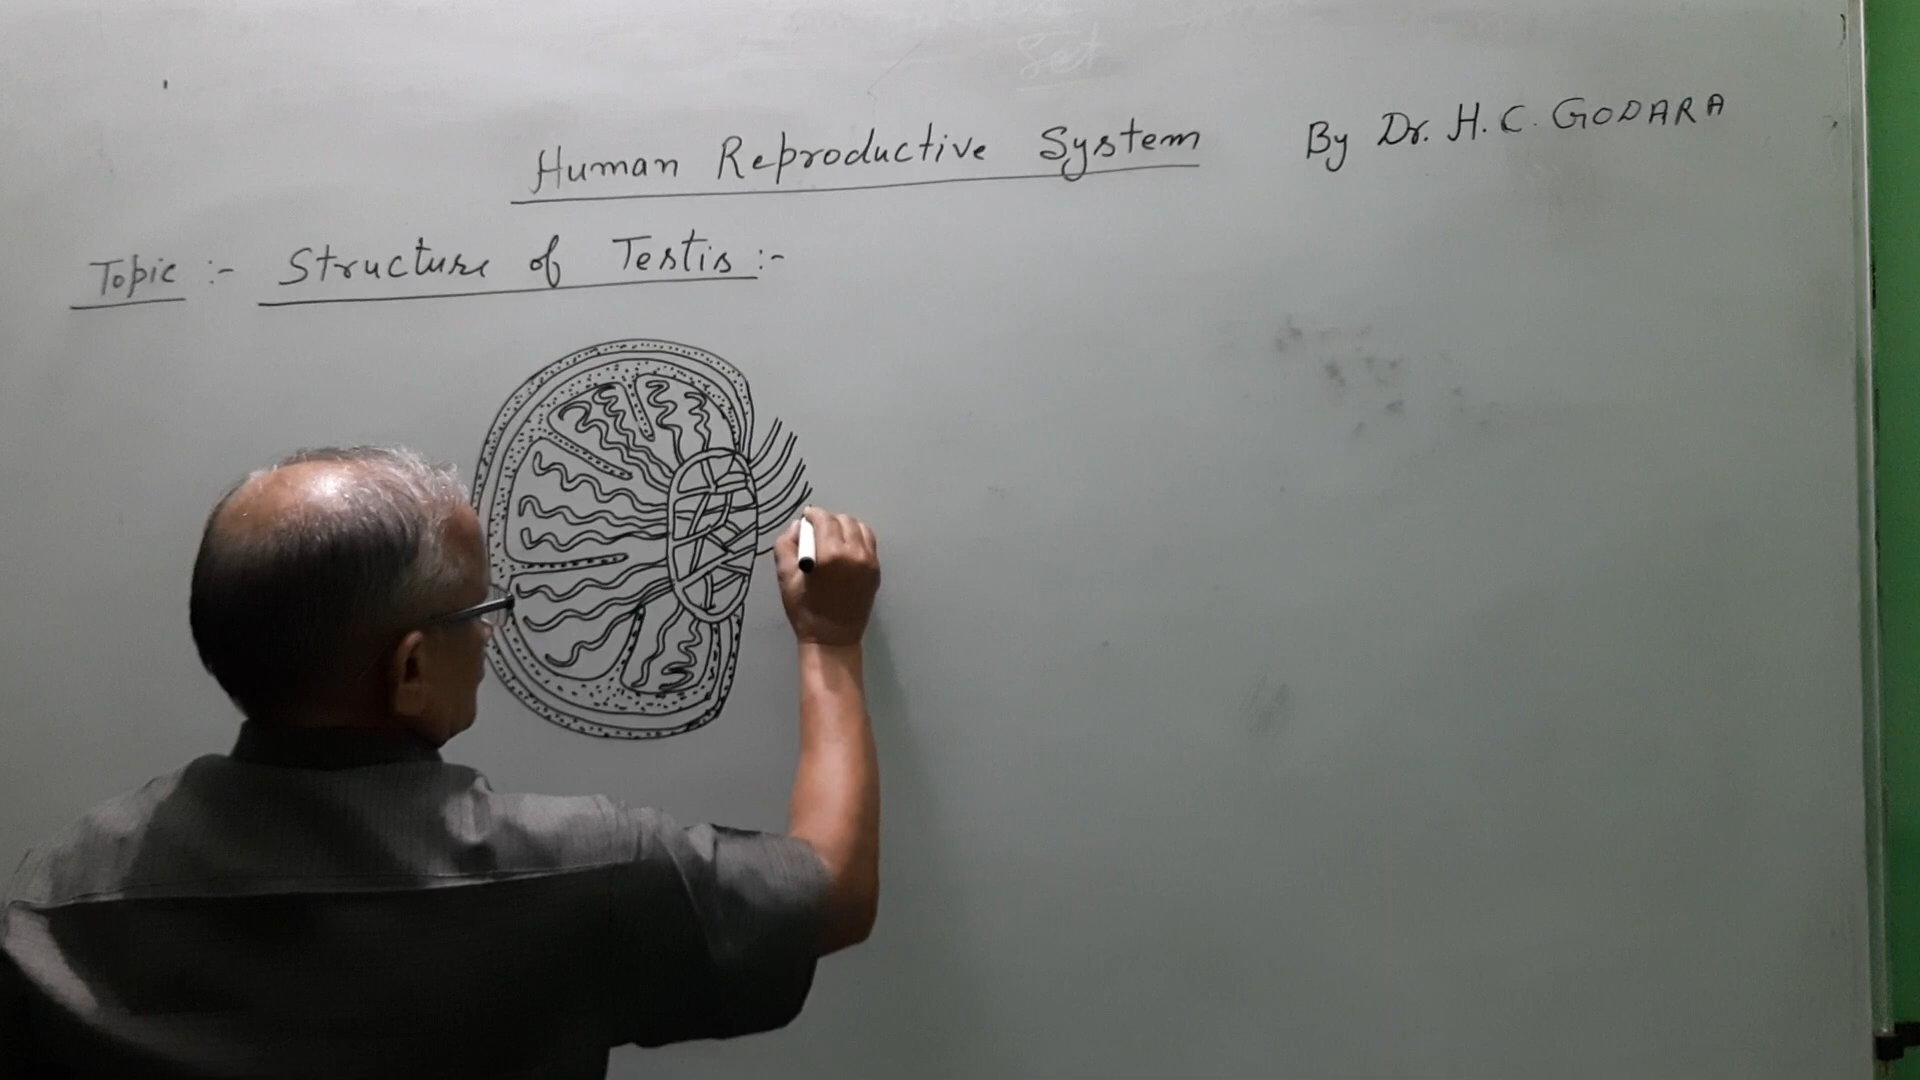 Human Reproductive System By Dr. H. C. GODARA
Topic :- Structure of Testis :-